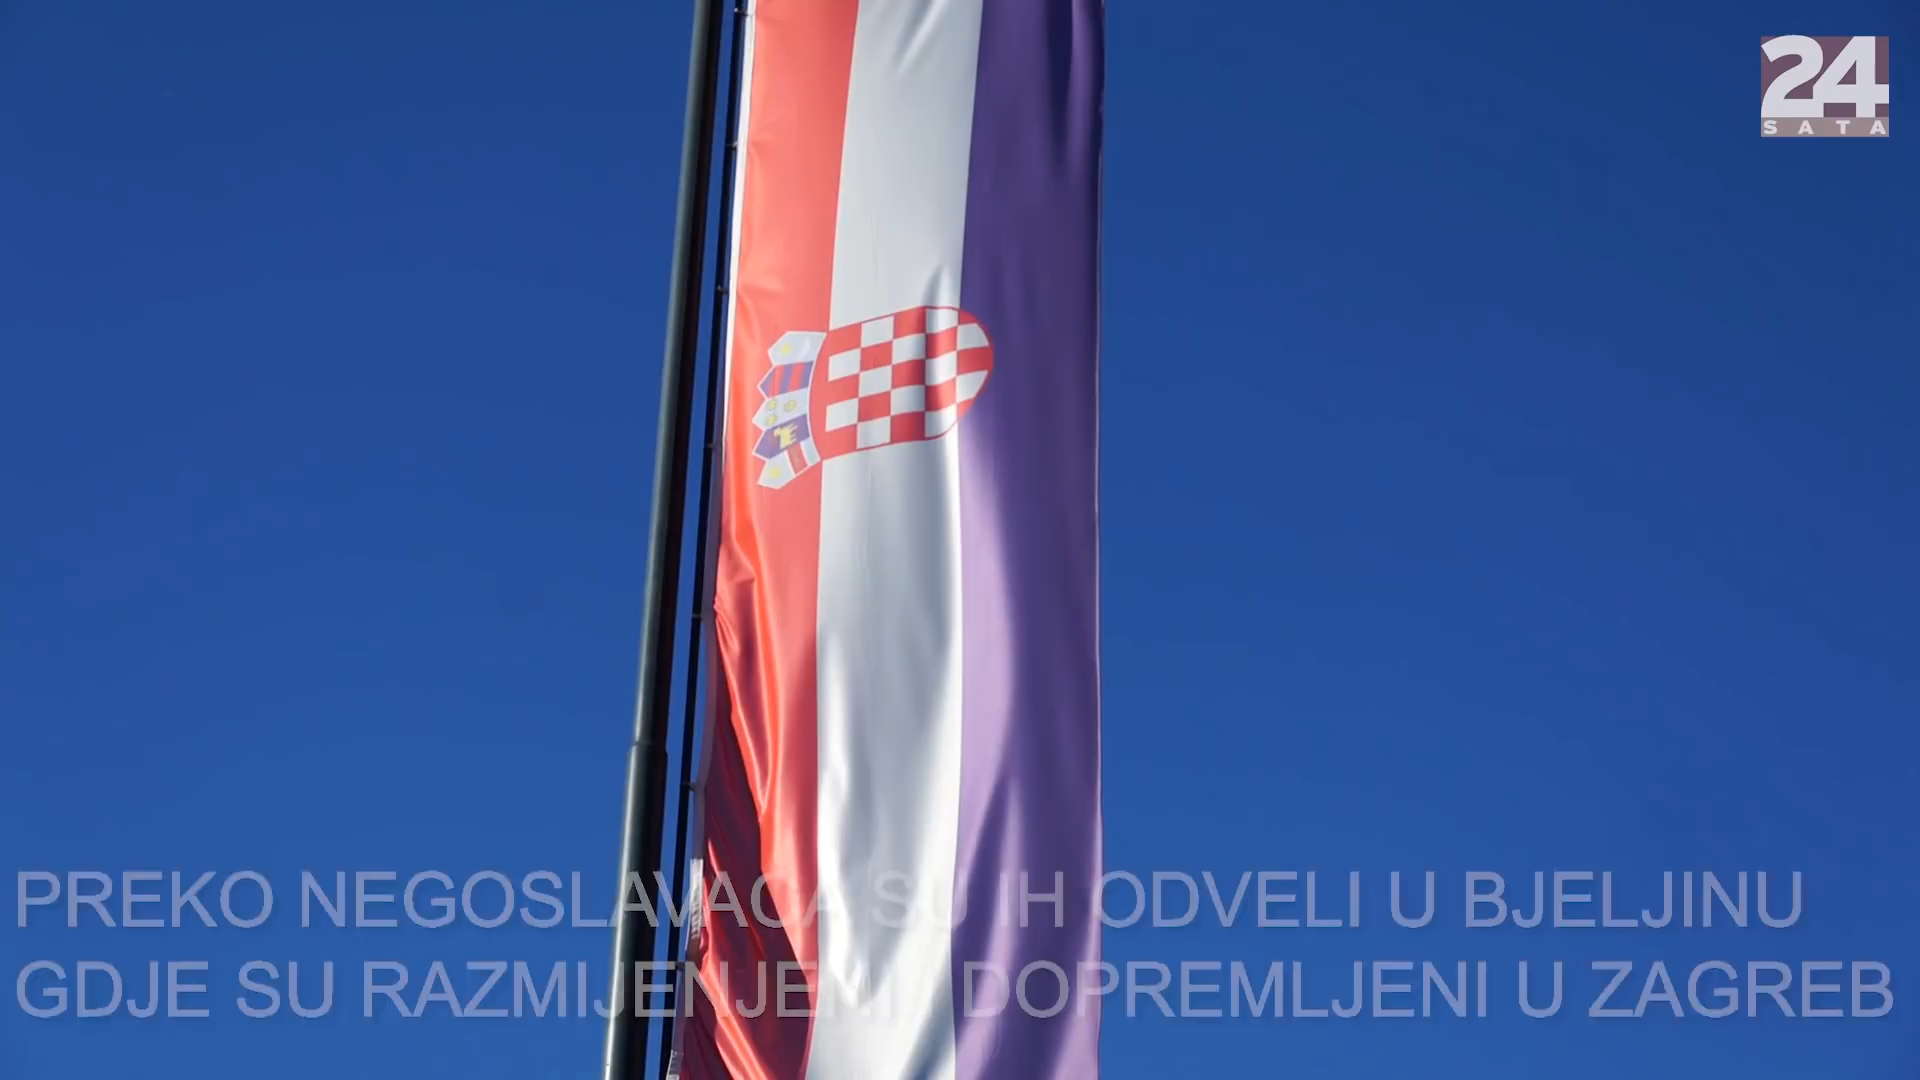 24
SATA
PREKO NEGOSLAVACA SU IH ODVELI U BJELJINU
GDJE SU RAZMIJENJENI DOPREMLJENI U ZAGREB